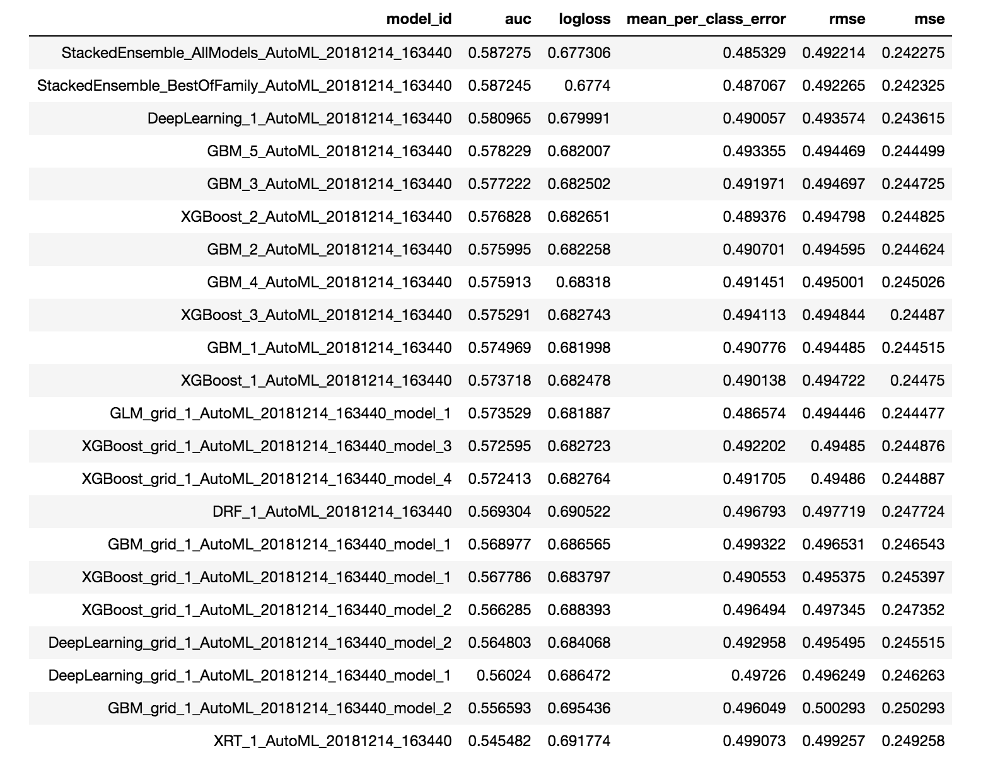 model_id auc logloss mean_per_class_error rmse mse
StackedEnsemble_AllModels_AutoML_20181214_163440 0.587275 0.677306 0.485329 0.492214 0.242275
StackedEnsemble_BestOfFamily_AutoML_20181214_163440 0.587245 0.6774 0.487067 0.492265 0.242325
DeepLearning_1_AutoML_20181214_163440 0.580965 0.679991 0.490057 0.493574 0.243615
GBM_5_AutoML_20181214_163440 0.578229 0.682007 0.493355 0.494469 0.244499
GBM_3_AutoML_20181214_163440 0.577222 0.682502 0.491971 0.494697 0.244725
XGBoost_2_AutoML_20181214_163440 0.576828 0.682651 0.489376 0.494798 0.244825
GBM_2_AutoML_20181214_163440 0.575995 0.682258 0.490701 0.494595 0.244624
GBM_4_AutoML_20181214_163440 0.575913 0.68318 0.491451 0.495001 0.245026
XGBoost_3_AutoML_20181214_163440 0.575291 0.682743 0.494113 0.494844 0.24487
GBM_1_AutoML_20181214_163440 0.574969 0.681998 0.490776 0.494485 0.244515
XGBoost_1_AutoML_20181214_163440 0.573718 0.682478 0.490138 0.494722 0.24475
GLM_grid_1_AutoML_20181214_163440_model_1 0.573529 0.681887 0.486574 0.494446 0.244477
XGBoost_grid_1_AutoML_20181214_163440_model_3 0.572595 0.682723 0.492202 0.49485 0.244876
XGBoost_grid_1_AutoML_20181214_163440_model_4 0.572413 0.682764 0.491705 0.49486 0.244887
DRF_1_AutoML_20181214_163440 0.569304 0.690522 0.496793 0.497719 0.247724
GBM_grid_1_AutoML_20181214_163440_model_1 0.568977 0.686565 0.499322 0.496531 0.246543
XGBoost_grid_1_AutoML_20181214_163440_model_1 0.567786 0.683797 0.490553 0.495375 0.245397
XGBoost_grid_1_AutoML_20181214_163440_model_2 0.566285 0.688393 0.496494 0.497345 0.247352
DeepLearning_grid_1_AutoML_20181214_163440_model_2 0.564803 0.684068 0.492958 0.495495 0.245515
DeepLearning_grid_1_AutoML_20181214_163440_model_1 0.56024 0.686472 0.49726 0.496249 0.246263
GBM_grid_1_AutoML_20181214_163440_model_2 0.556593 0.695436 0.496049 0.500293 0.250293
XRT_1_AutoML_20181214_163440 0.545482 0.691774 0.499073 0.499257 0.249258